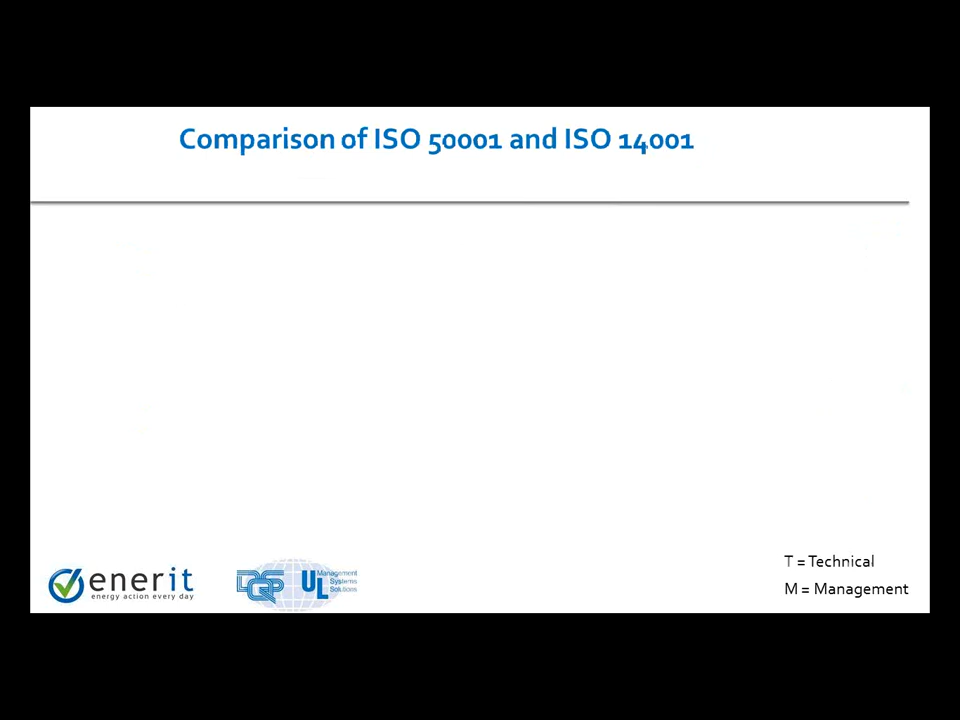 Comparison of ISO 50001 and ISO 14001
T = Technical
M = Management
enerit
energy action every day
DQS
UL
Management
Systems
Solutions